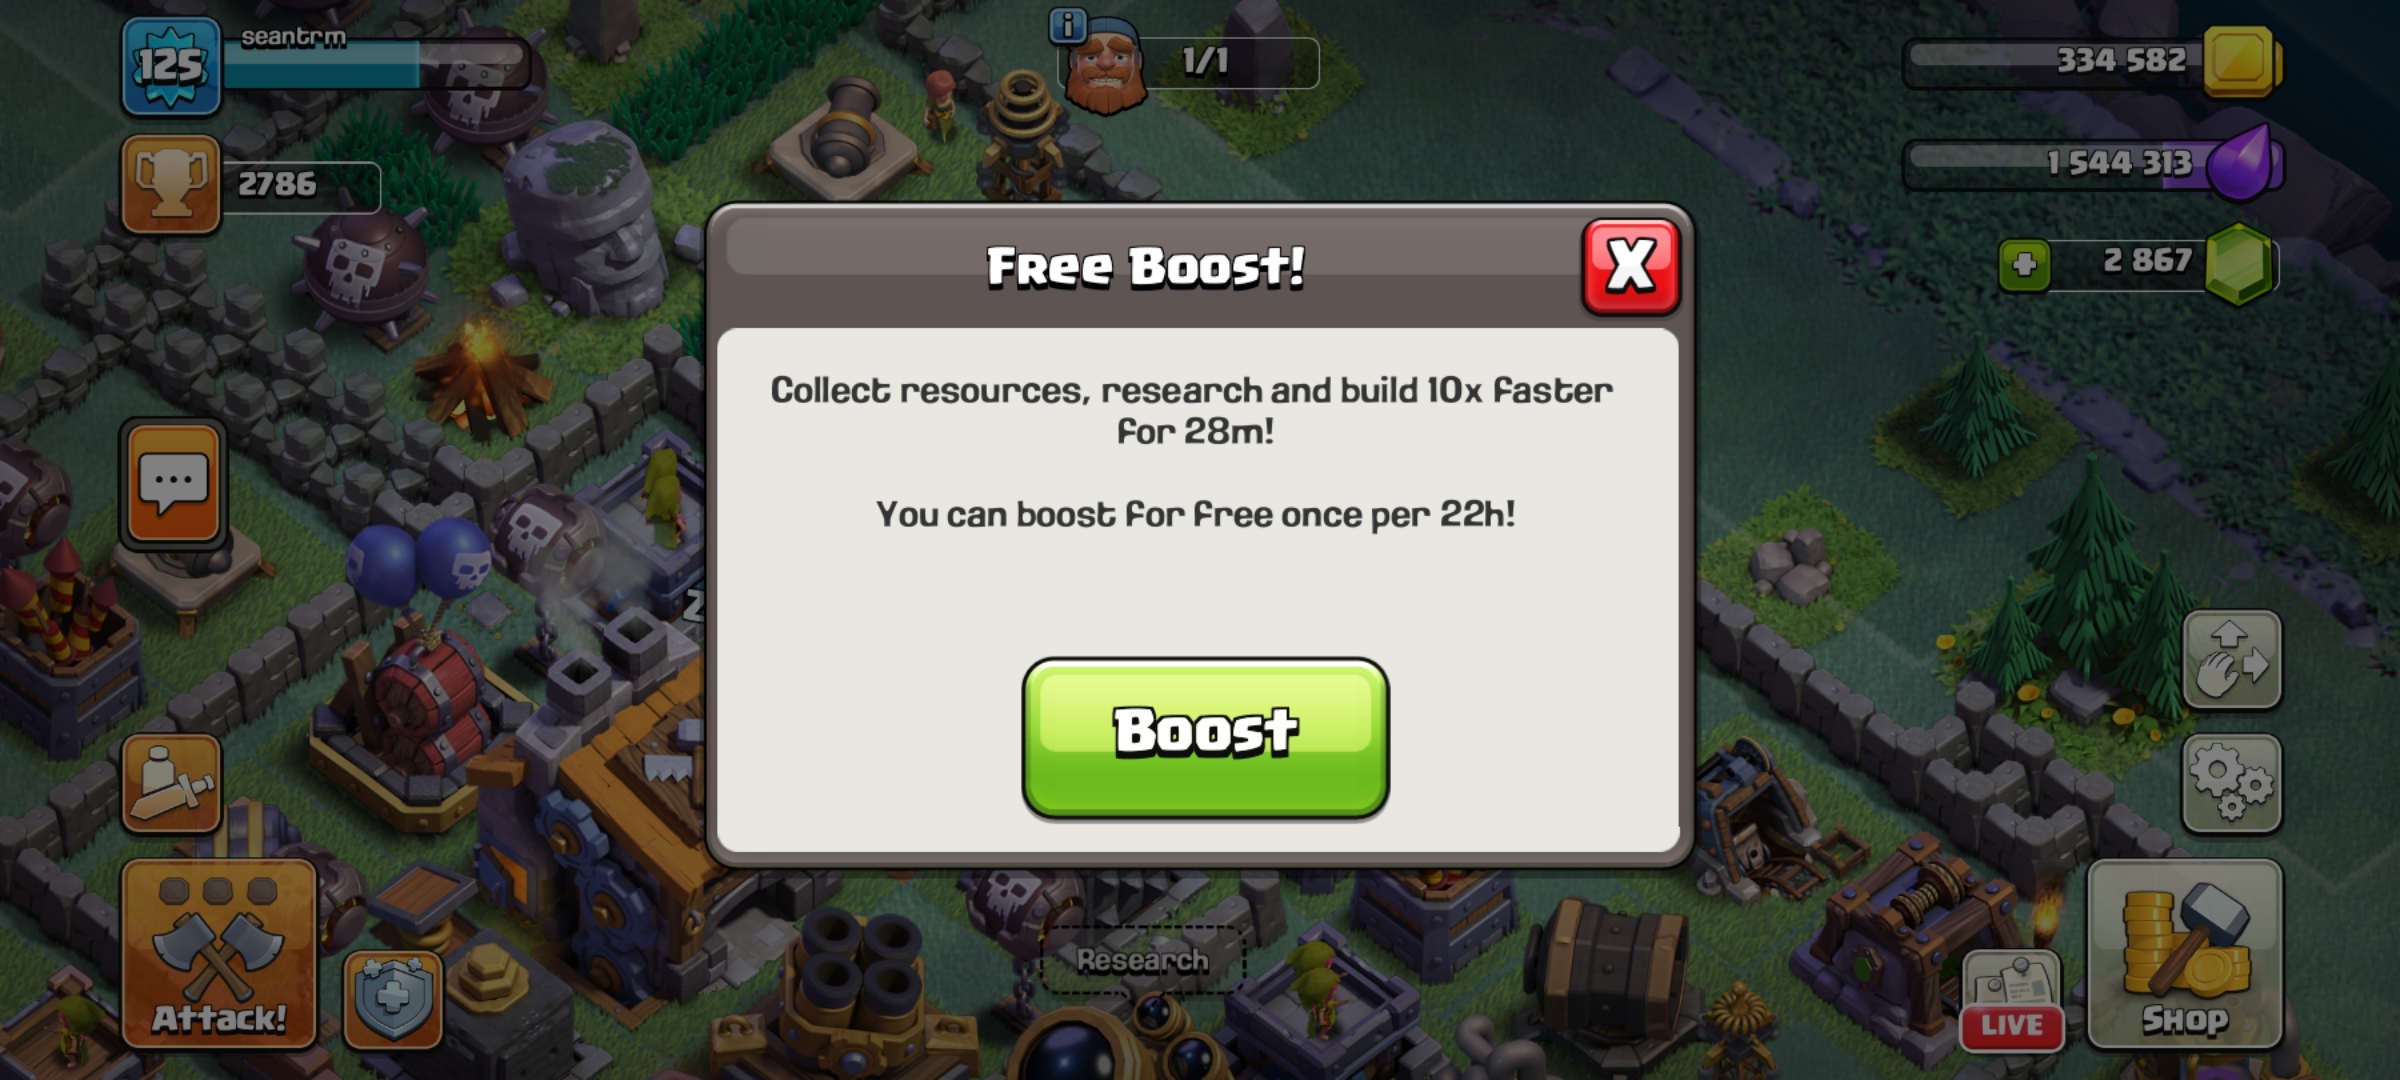 125
seantrm
1/1
334 582
2786
1 544 313
2 867
Free Boost!
X
Collect resources, research and build 10x faster
for 28m!
You can boost for free once per 22h!
Boost
Research
Attack!
LIVE
Shop